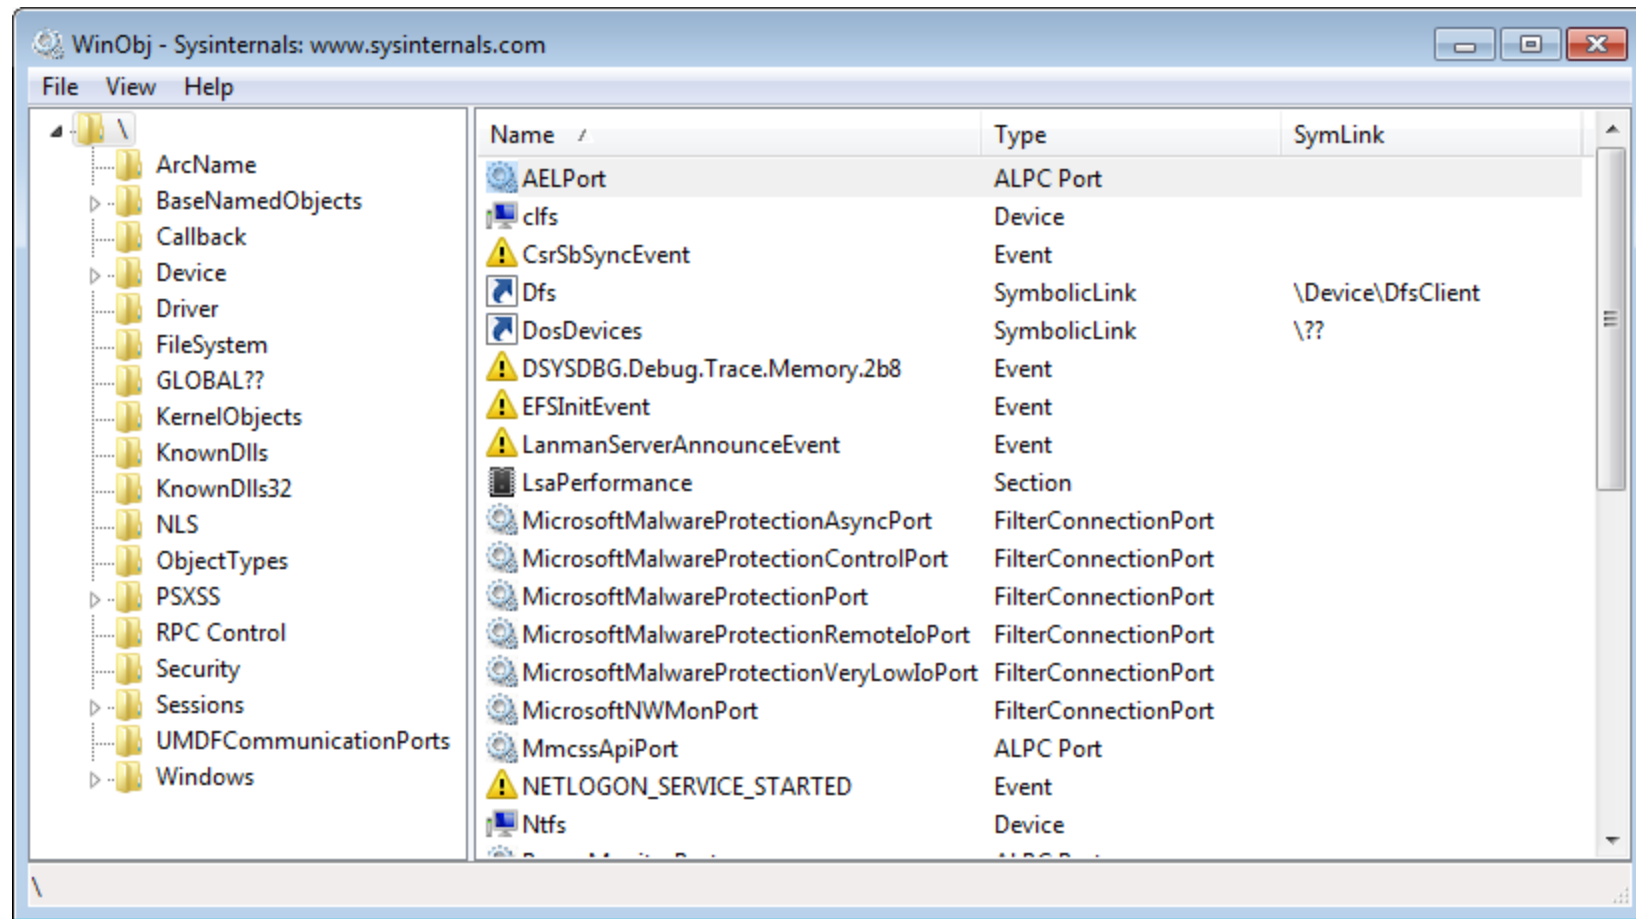 WinObj - Sysinternals: www.sysinternals.com
File View Help
\
ArcName
BaseNamedObjects
Callback
Device
Driver
FileSystem
GLOBAL??
KernelObjects
KnownDlls
KnownDlls32
NLS
ObjectTypes
PSXSS
RPC Control
Security
Sessions
UMDFCommunicationPorts
Windows
Name Type SymLink
AELPort ALPC Port
clfs Device
CsrSbSyncEvent Event
Dfs SymbolicLink \Device\DfsClient
DosDevices SymbolicLink \??
DSYSDBG.Debug.Trace.Memory.2b8 Event
EFSInitEvent Event
LanmanServerAnnounceEvent Event
LsaPerformance Section
MicrosoftMalwareProtectionAsyncPort FilterConnectionPort
MicrosoftMalwareProtectionControlPort FilterConnectionPort
MicrosoftMalwareProtectionPort FilterConnectionPort
MicrosoftMalwareProtectionRemoteIoPort FilterConnectionPort
MicrosoftMalwareProtectionVeryLowIoPort FilterConnectionPort
MicrosoftNWMonPort FilterConnectionPort
MmcssApiPort ALPC Port
NETLOGON_SERVICE_STARTED Event
Ntfs Device
\